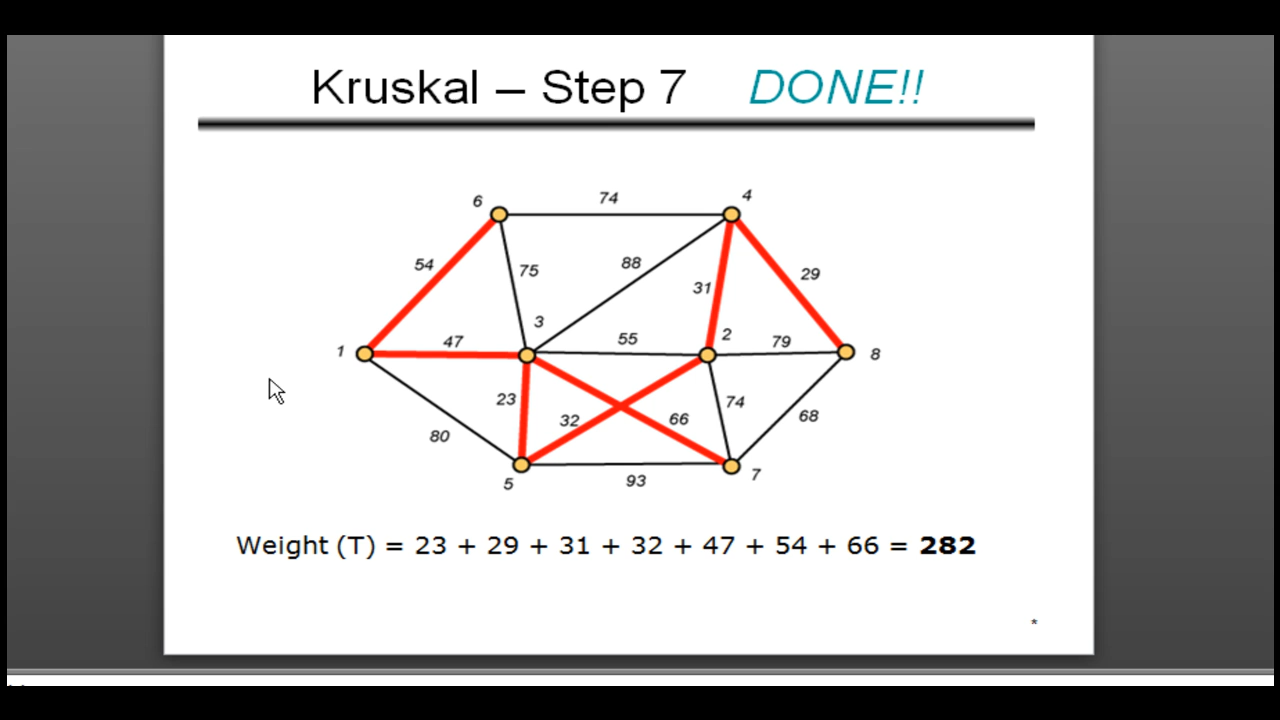 Kruskal – Step 7 DONE!!
6 74 4
54 75 88 31 29
3
1 47 55 2 79 8
23 32 66 74 68
80
5 93 7
Weight (T) = 23 + 29 + 31 + 32 + 47 + 54 + 66 = 282
*